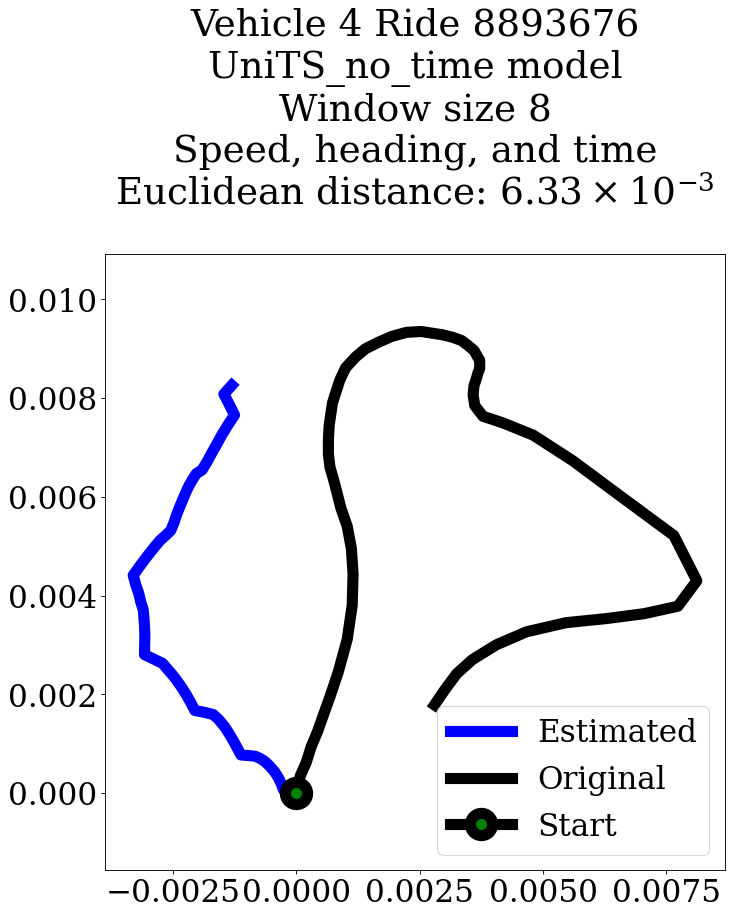 Vehicle 4 Ride 8893676
UniTS_no_time model
Window size 8
Speed, heading, and time
Euclidean distance: 6.33 × 10⁻³
0.010
0.008
0.006
0.004
0.002
0.000
Estimated
Original
Start
−0.0025 0.0000 0.0025 0.0050 0.0075